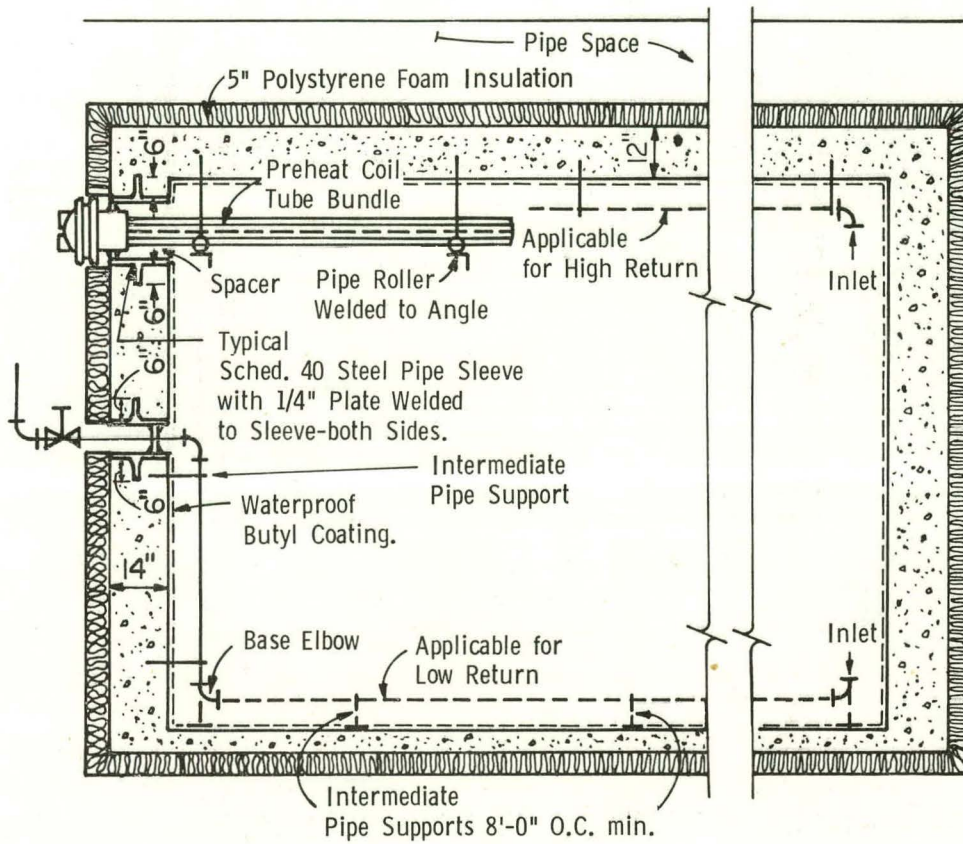 Pipe Space
5" Polystyrene Foam Insulation
6"
12"
Preheat Coil
Tube Bundle
Applicable
for High Return
Inlet
Spacer
Pipe Roller
Welded to Angle
6"
6"
Typical
Sched. 40 Steel Pipe Sleeve
with 1/4" Plate Welded
to Sleeve-both Sides.
Intermediate
Pipe Support
6"
Waterproof
Butyl Coating.
14"
Base Elbow
Applicable for
Low Return
Inlet
Intermediate
Pipe Supports 8'-0" O.C. min.